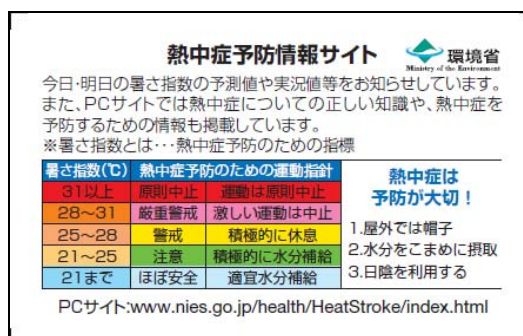 熱中症予防情報サイト
環境省
Ministry of the Environment
今日・明日の暑さ指数の予測値や実況値等をお知らせしています。
また、PCサイトでは熱中症についての正しい知識や、熱中症を
予防するための情報も掲載しています。
※暑さ指数とは･･･熱中症予防のための指標
暑さ指数(℃) 熱中症予防のための運動指針
31以上 原則中止 運動は原則中止
28〜31 厳重警戒 激しい運動は中止
25〜28 警戒 積極的に休息
21〜25 注意 積極的に水分補給
21まで ほぼ安全 適宜水分補給
熱中症は
予防が大切！
1.屋外では帽子
2.水分をこまめに摂取
3.日陰を利用する
PCサイト:www.nies.go.jp/health/HeatStroke/index.html